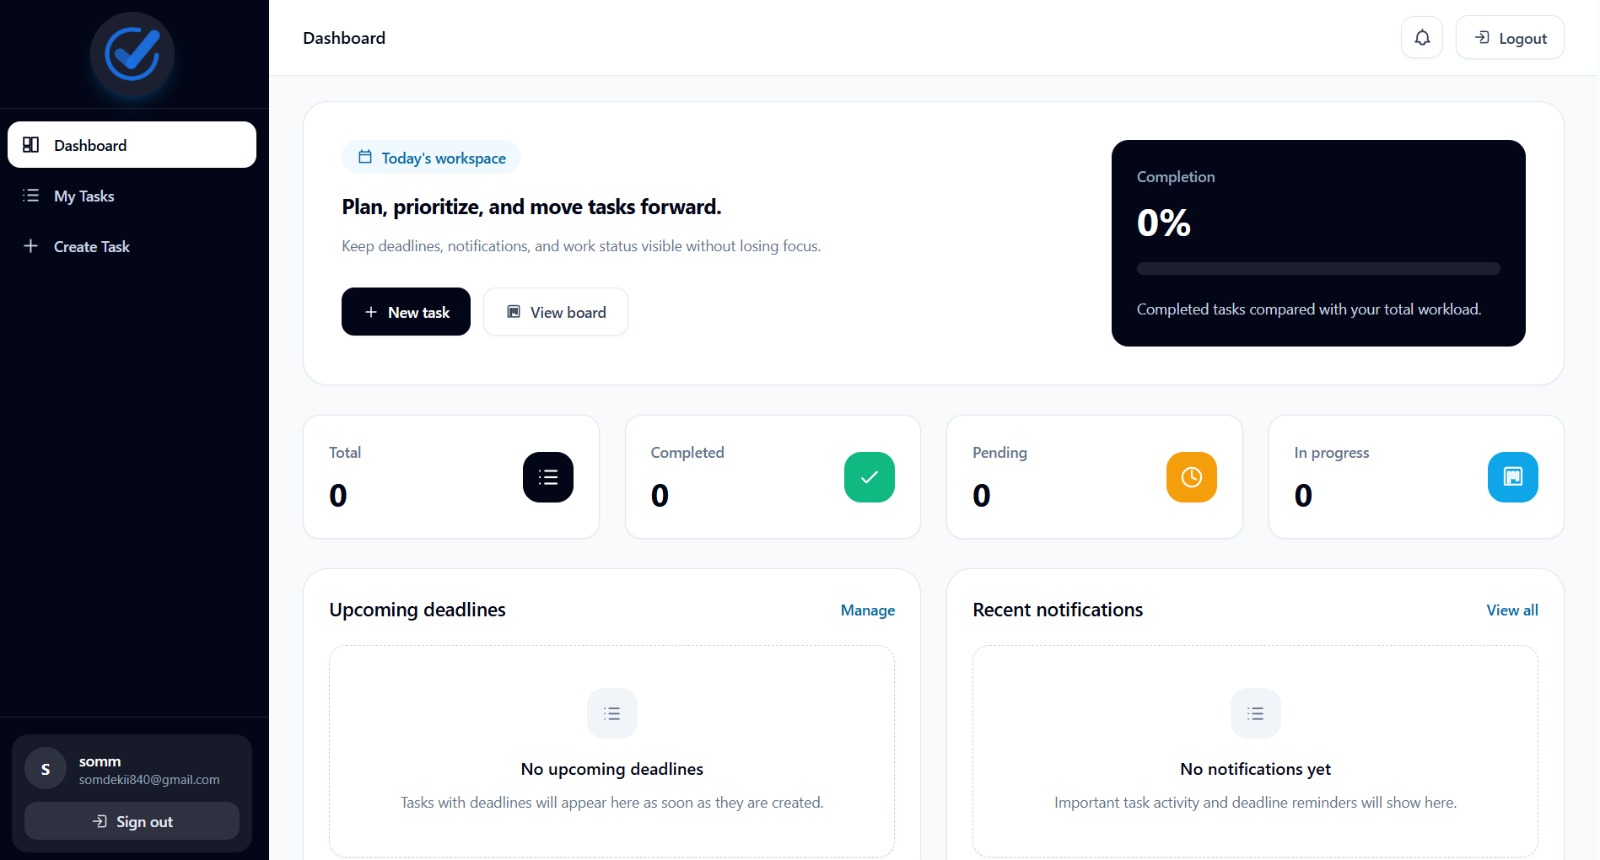 Dashboard
My Tasks
Create Task
S
somm
somdekii840@gmail.com
Sign out
Dashboard
Logout
Today's workspace
Plan, prioritize, and move tasks forward.
Keep deadlines, notifications, and work status visible without losing focus.
New task
View board
Completion
0%
Completed tasks compared with your total workload.
Total
0
Completed
0
Pending
0
In progress
0
Upcoming deadlines
Manage
No upcoming deadlines
Tasks with deadlines will appear here as soon as they are created.
Recent notifications
View all
No notifications yet
Important task activity and deadline reminders will show here.